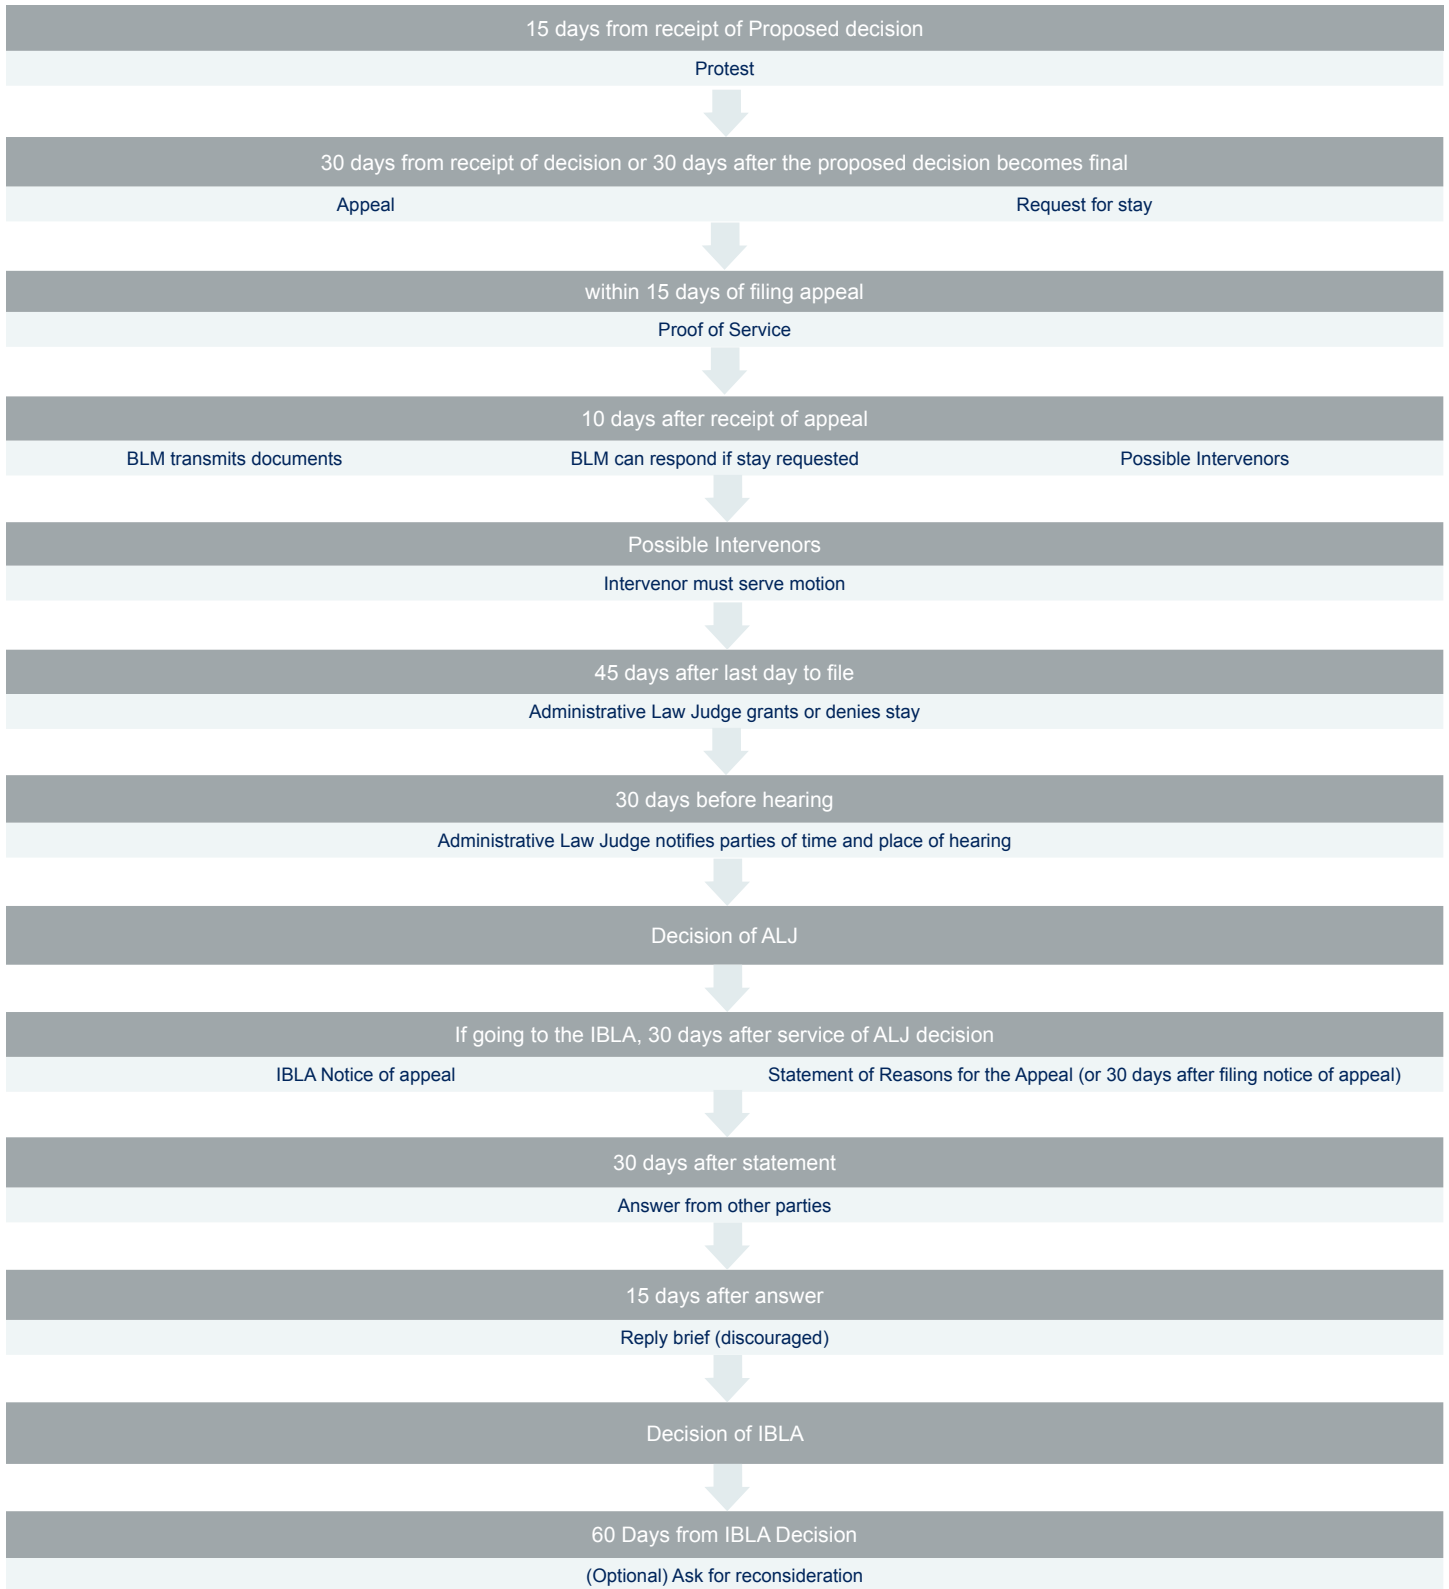 15 days from receipt of Proposed decision
Protest
30 days from receipt of decision or 30 days after the proposed decision becomes final
Appeal
Request for stay
within 15 days of filing appeal
Proof of Service
10 days after receipt of appeal
BLM transmits documents
BLM can respond if stay requested
Possible Intervenors
Possible Intervenors
Intervenor must serve motion
45 days after last day to file
Administrative Law Judge grants or denies stay
30 days before hearing
Administrative Law Judge notifies parties of time and place of hearing
Decision of ALJ
If going to the IBLA, 30 days after service of ALJ decision
IBLA Notice of appeal
Statement of Reasons for the Appeal (or 30 days after filing notice of appeal)
30 days after statement
Answer from other parties
15 days after answer
Reply brief (discouraged)
Decision of IBLA
60 Days from IBLA Decision
(Optional) Ask for reconsideration